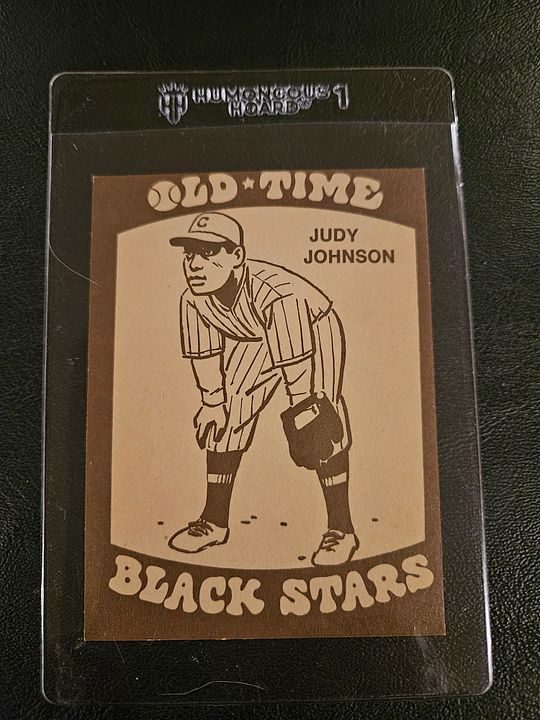 HUMONGOUS
HOARD® 1
OLD★TIME
C
JUDY
JOHNSON
BLACK STARS